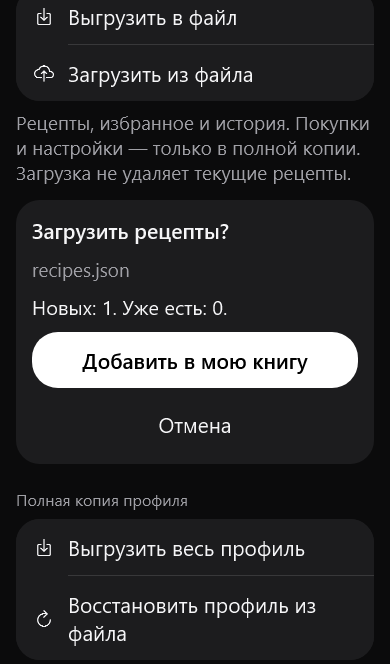 Выгрузить в файл
Загрузить из файла
Рецепты, избранное и история. Покупки
и настройки — только в полной копии.
Загрузка не удаляет текущие рецепты.
Загрузить рецепты?
recipes.json
Новых: 1. Уже есть: 0.
Добавить в мою книгу
Отмена
Полная копия профиля
Выгрузить весь профиль
Восстановить профиль из
файла